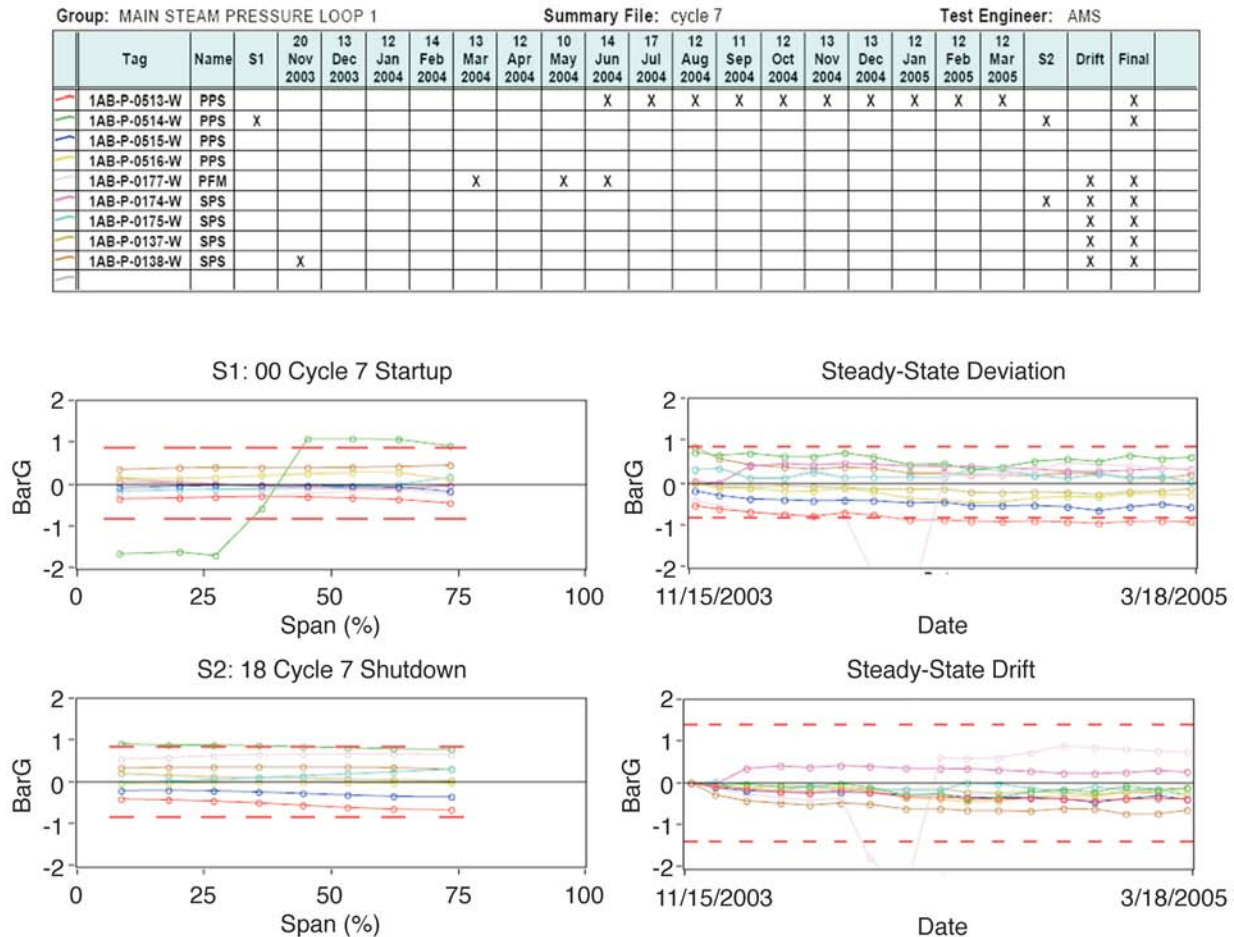 Group: MAIN STEAM PRESSURE LOOP 1 Summary File: cycle 7 Test Engineer: AMS
Tag Name S1 20 Nov 2003 13 Dec 2003 12 Jan 2004 14 Feb 2004 13 Mar 2004 12 Apr 2004 10 May 2004 14 Jun 2004 17 Jul 2004 12 Aug 2004 11 Sep 2004 12 Oct 2004 13 Nov 2004 13 Dec 2004 12 Jan 2005 12 Feb 2005 12 Mar 2005 S2 Drift Final
1AB-P-0513-W PPS X X X X X X X X X X X
1AB-P-0514-W PPS X X X
1AB-P-0515-W PPS
1AB-P-0516-W PPS
1AB-P-0177-W PFM X X X X X
1AB-P-0174-W SPS X X X
1AB-P-0175-W SPS X X
1AB-P-0137-W SPS X X
1AB-P-0138-W SPS X X X
S1: 00 Cycle 7 Startup
2
1
0
-1
-2
BarG
0 25 50 75 100
Span (%)
Steady-State Deviation
2
1
0
-1
-2
BarG
11/15/2003 3/18/2005
Date
S2: 18 Cycle 7 Shutdown
2
1
0
-1
-2
BarG
0 25 50 75 100
Span (%)
Steady-State Drift
2
1
0
-1
-2
BarG
11/15/2003 3/18/2005
Date